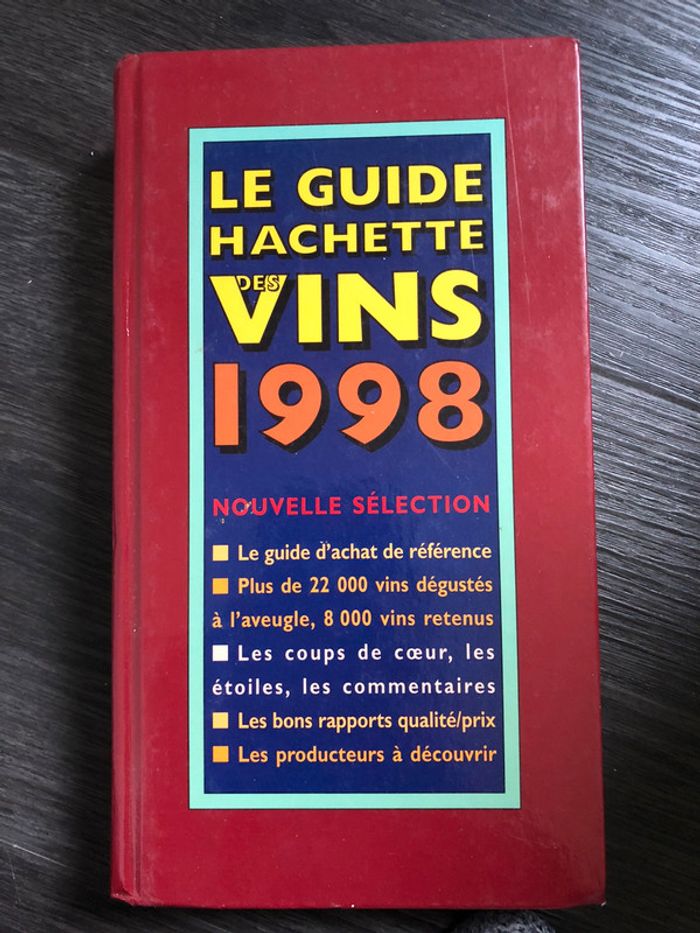 LE GUIDE
HACHETTE
DES
VINS
1998
NOUVELLE SÉLECTION
■ Le guide d'achat de référence
■ Plus de 22 000 vins dégustés
à l'aveugle, 8 000 vins retenus
■ Les coups de cœur, les
étoiles, les commentaires
■ Les bons rapports qualité/prix
■ Les producteurs à découvrir